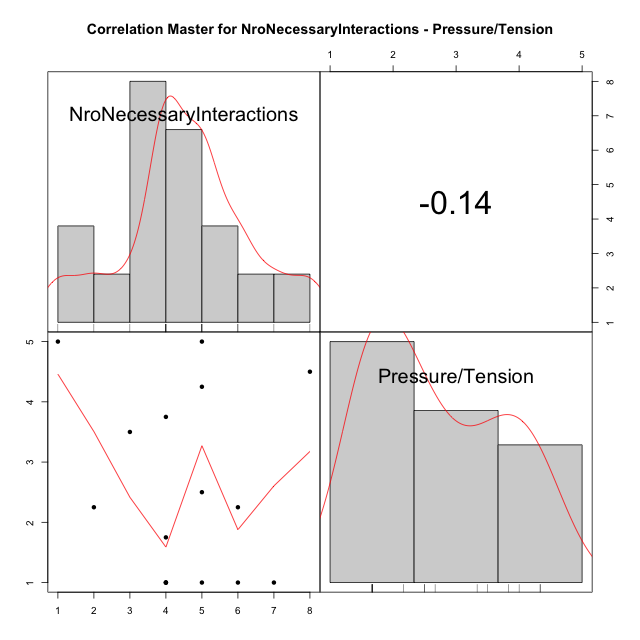 Correlation Master for NroNecessaryInteractions - Pressure/Tension
1 2 3 4 5
NroNecessaryInteractions
-0.14
8
7
6
5
4
3
2
1
Pressure/Tension
5
4
3
2
1
1 2 3 4 5 6 7 8